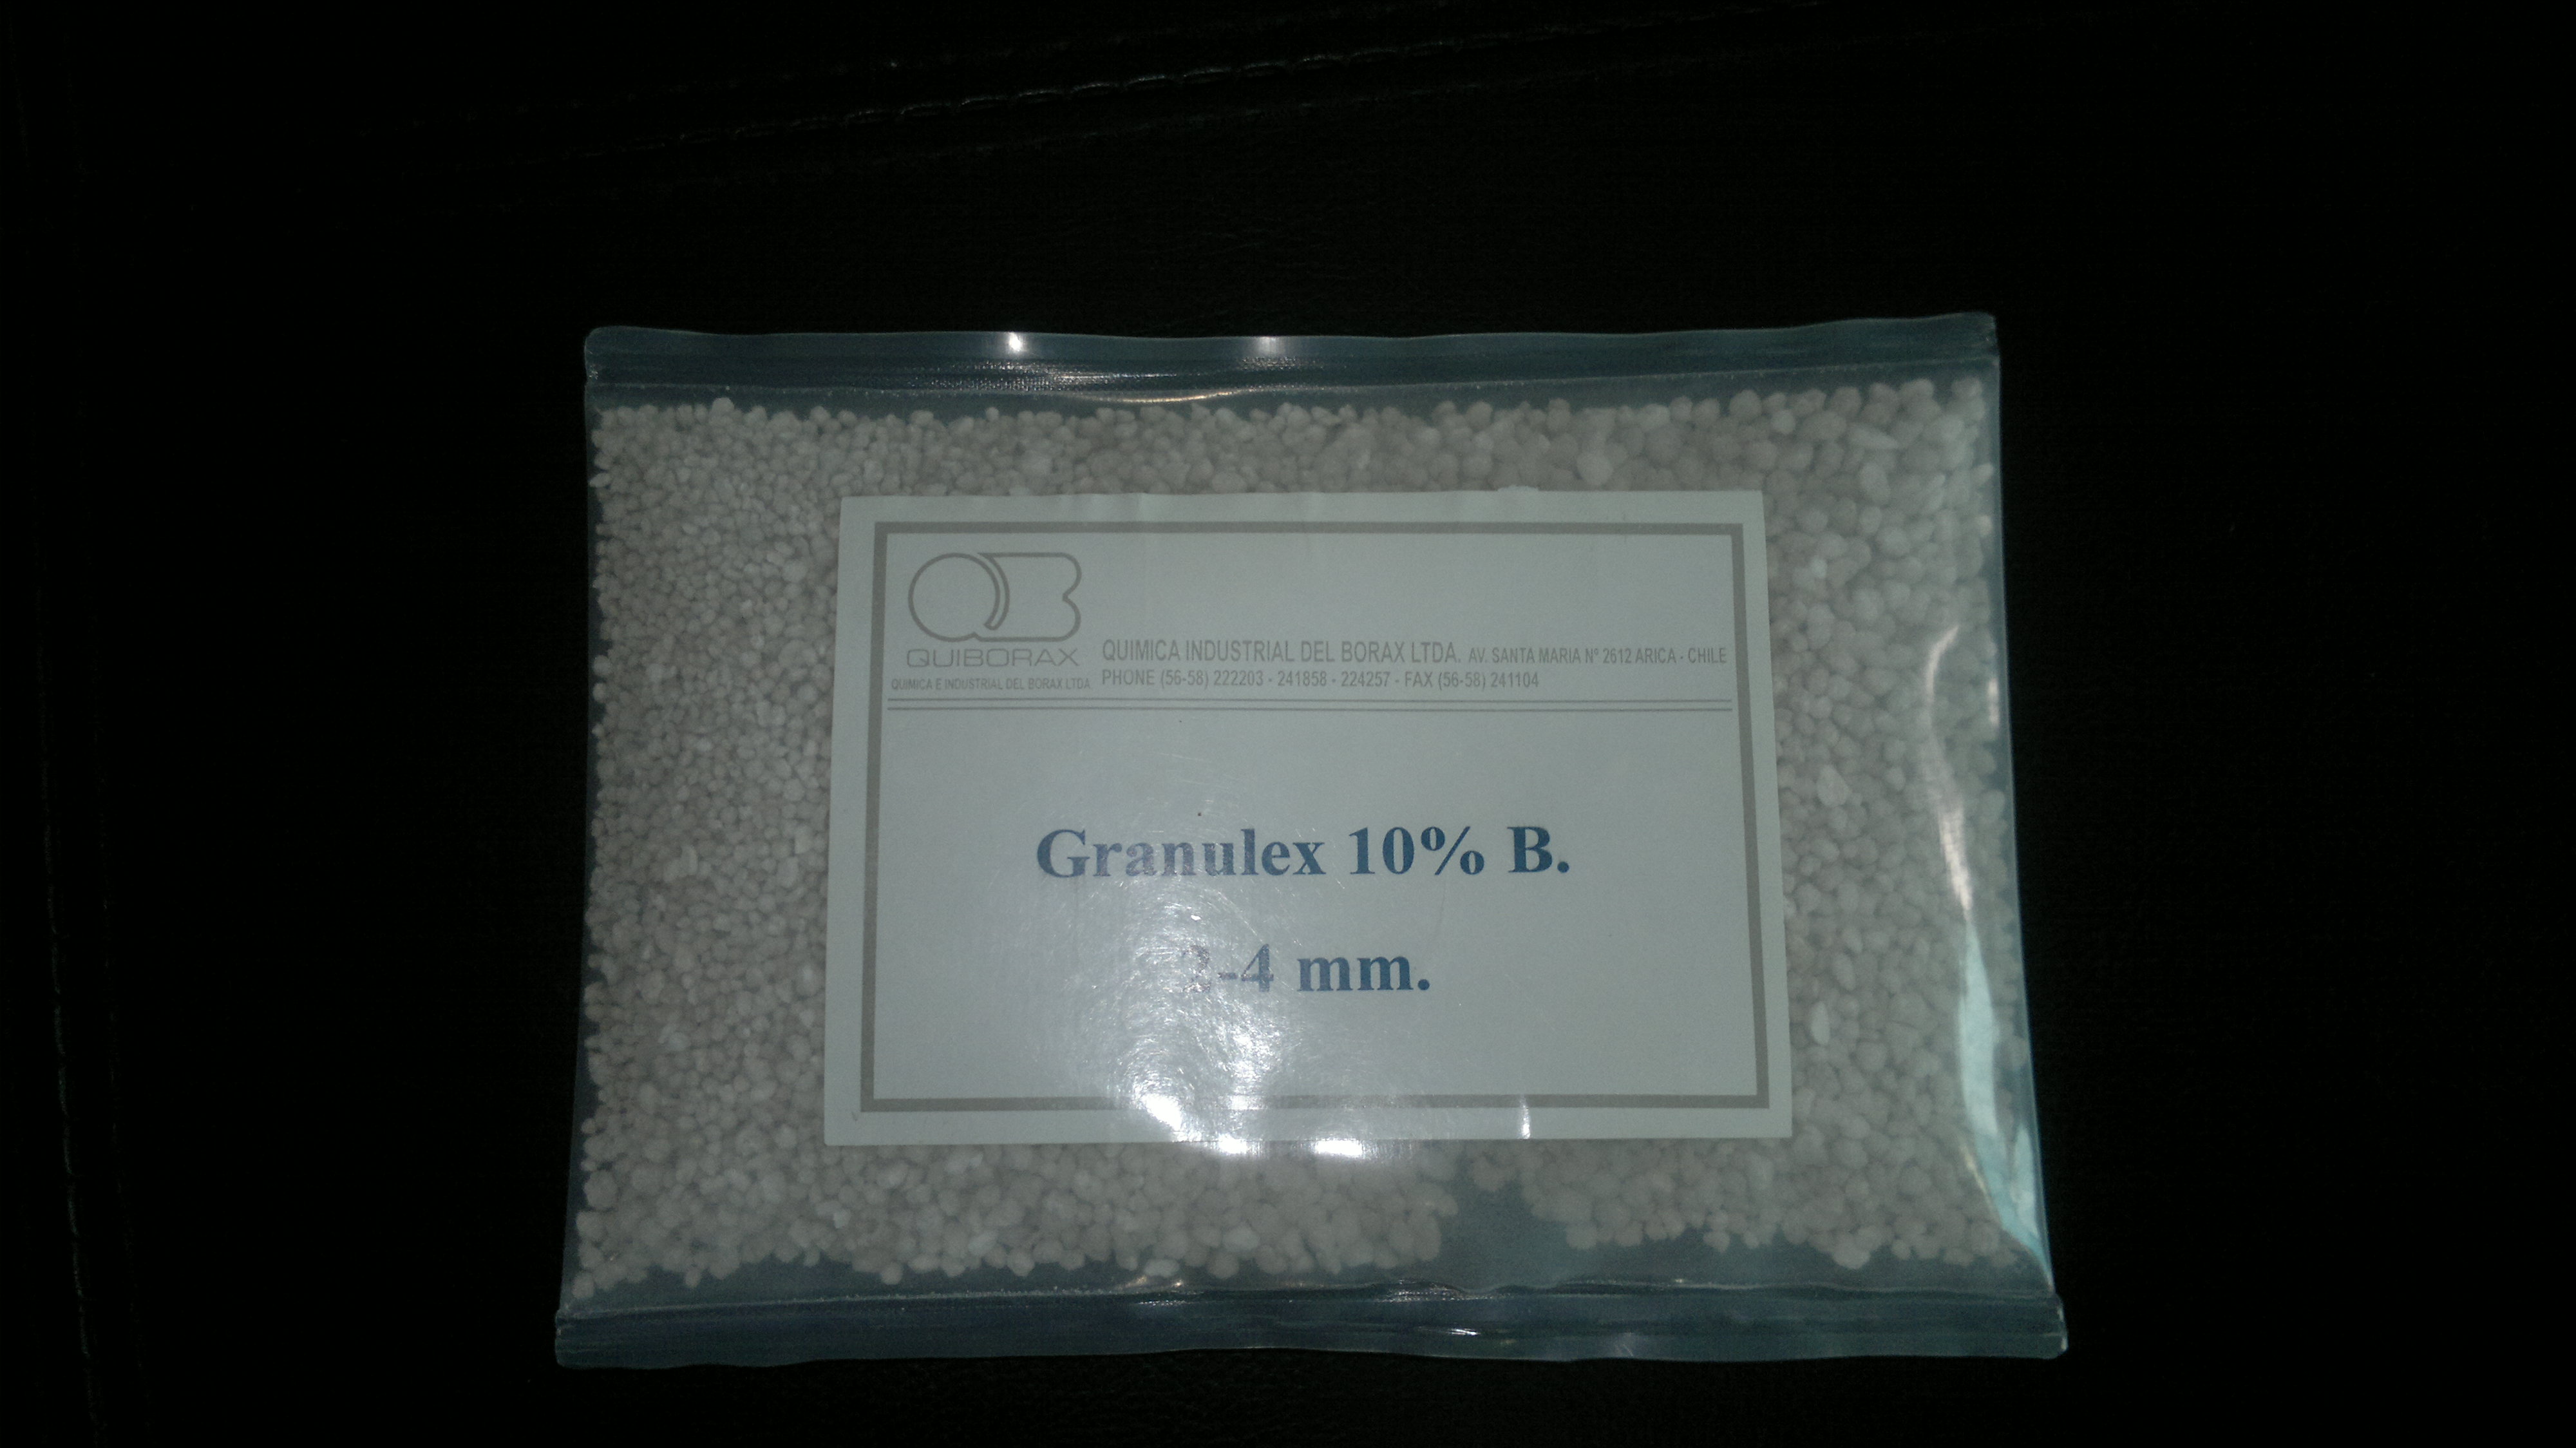 QB
QUIBORAX
QUIMICA E INDUSTRIAL DEL BORAX LTDA
QUIMICA INDUSTRIAL DEL BORAX LTDA. AV. SANTA MARIA N° 2612 ARICA - CHILE
PHONE (56-58) 222203 - 241858 - 224257 - FAX (56-58) 241104
Granulex 10% B.
2-4 mm.